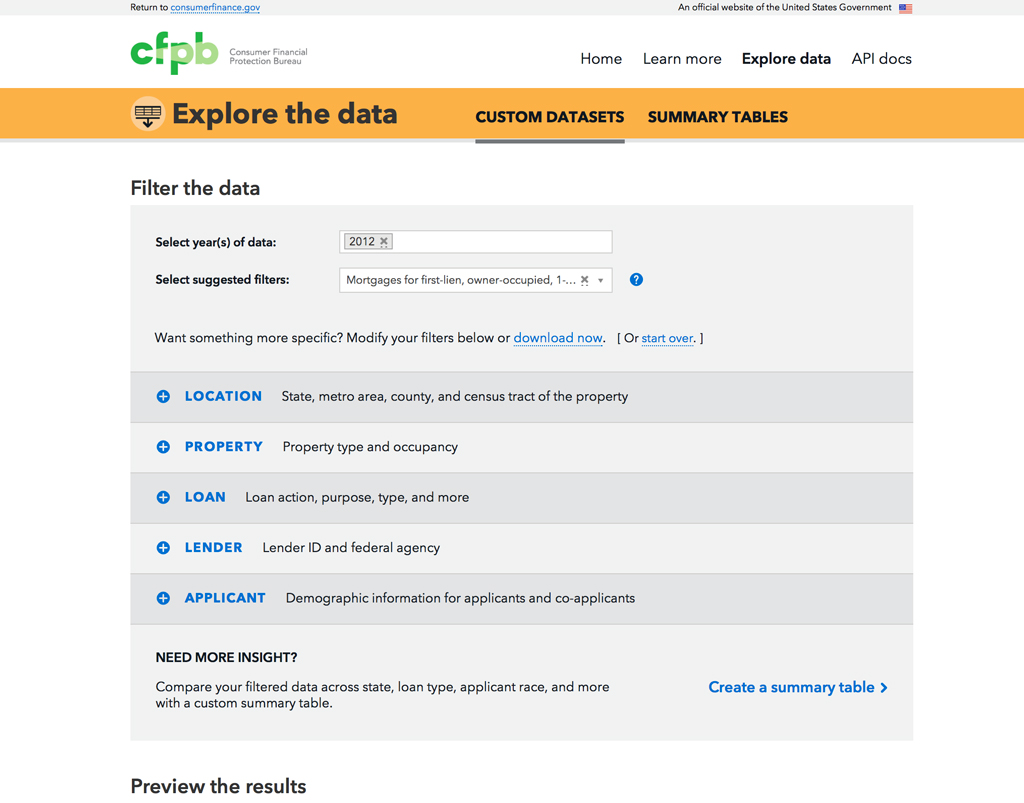 Return to consumerfinance.gov
An official website of the United States Government
cfpb
Consumer Financial
Protection Bureau
Home Learn more Explore data API docs
Explore the data
CUSTOM DATASETS SUMMARY TABLES
Filter the data
Select year(s) of data:
2012
Select suggested filters:
Mortgages for first-lien, owner-occupied, 1-...
?
Want something more specific? Modify your filters below or download now. [ Or start over. ]
LOCATION State, metro area, county, and census tract of the property
PROPERTY Property type and occupancy
LOAN Loan action, purpose, type, and more
LENDER Lender ID and federal agency
APPLICANT Demographic information for applicants and co-applicants
NEED MORE INSIGHT?
Compare your filtered data across state, loan type, applicant race, and more
with a custom summary table.
Create a summary table
Preview the results